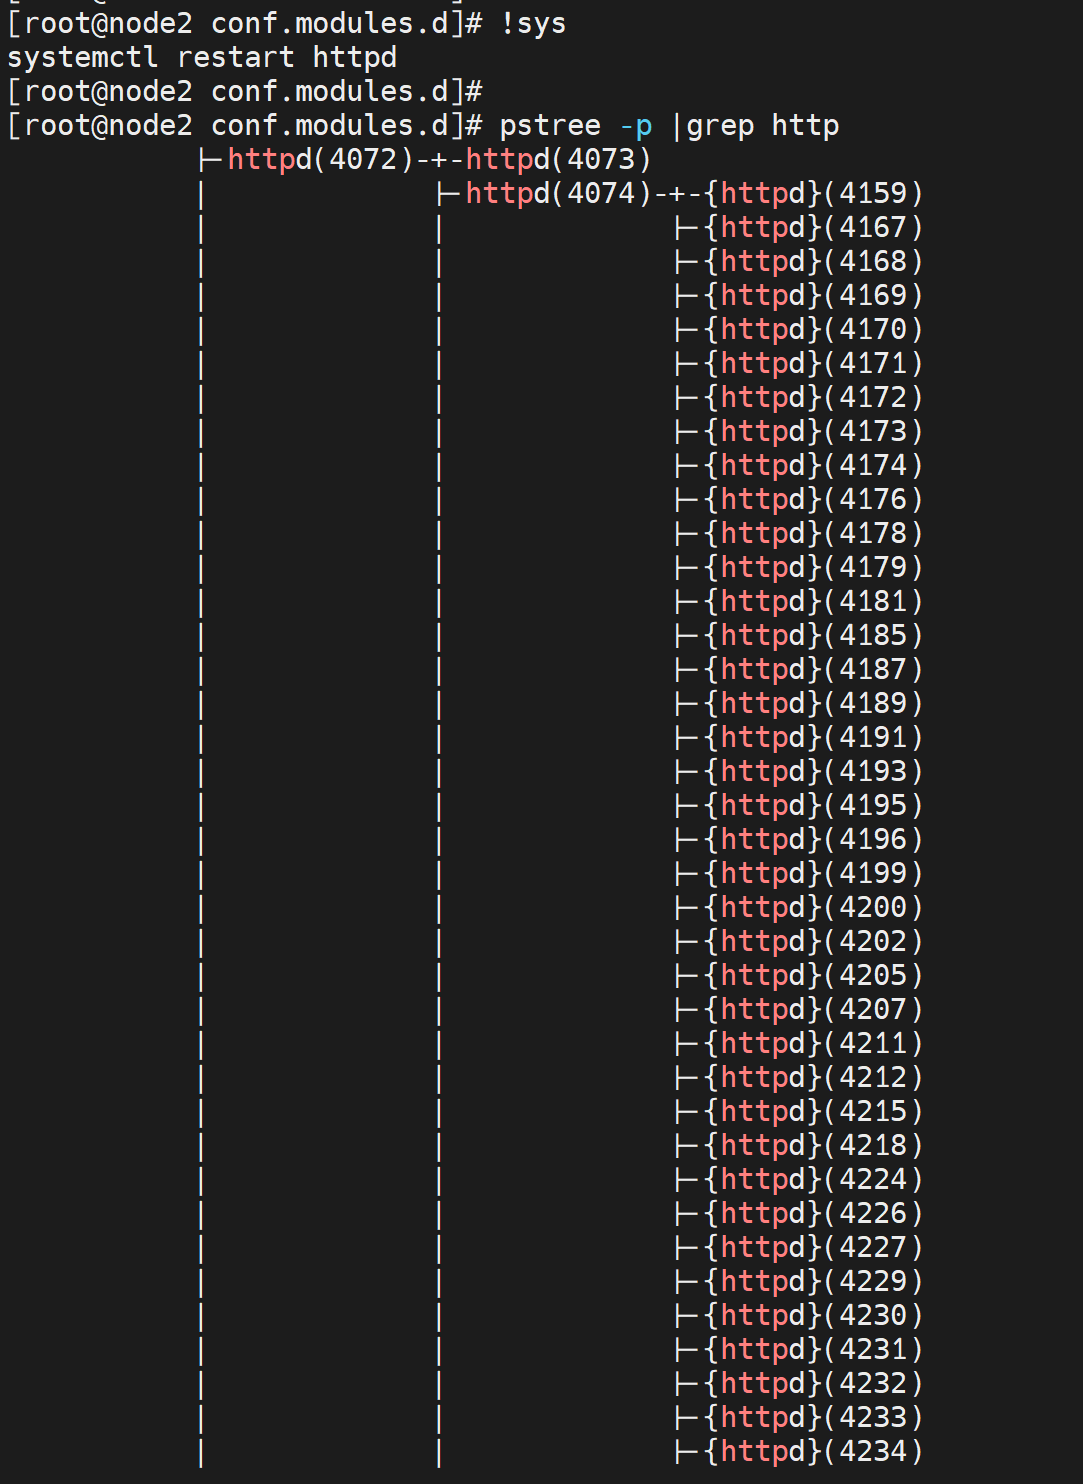 [root@node2 conf.modules.d]# !sys
systemctl restart httpd
[root@node2 conf.modules.d]#
[root@node2 conf.modules.d]# pstree -p |grep http
           ├─httpd(4072)-+-httpd(4073)
           |             ├─httpd(4074)-+-{httpd}(4159)
           |             |             ├─{httpd}(4167)
           |             |             ├─{httpd}(4168)
           |             |             ├─{httpd}(4169)
           |             |             ├─{httpd}(4170)
           |             |             ├─{httpd}(4171)
           |             |             ├─{httpd}(4172)
           |             |             ├─{httpd}(4173)
           |             |             ├─{httpd}(4174)
           |             |             ├─{httpd}(4176)
           |             |             ├─{httpd}(4178)
           |             |             ├─{httpd}(4179)
           |             |             ├─{httpd}(4181)
           |             |             ├─{httpd}(4185)
           |             |             ├─{httpd}(4187)
           |             |             ├─{httpd}(4189)
           |             |             ├─{httpd}(4191)
           |             |             ├─{httpd}(4193)
           |             |             ├─{httpd}(4195)
           |             |             ├─{httpd}(4196)
           |             |             ├─{httpd}(4199)
           |             |             ├─{httpd}(4200)
           |             |             ├─{httpd}(4202)
           |             |             ├─{httpd}(4205)
           |             |             ├─{httpd}(4207)
           |             |             ├─{httpd}(4211)
           |             |             ├─{httpd}(4212)
           |             |             ├─{httpd}(4215)
           |             |             ├─{httpd}(4218)
           |             |             ├─{httpd}(4224)
           |             |             ├─{httpd}(4226)
           |             |             ├─{httpd}(4227)
           |             |             ├─{httpd}(4229)
           |             |             ├─{httpd}(4230)
           |             |             ├─{httpd}(4231)
           |             |             ├─{httpd}(4232)
           |             |             ├─{httpd}(4233)
           |             |             ├─{httpd}(4234)